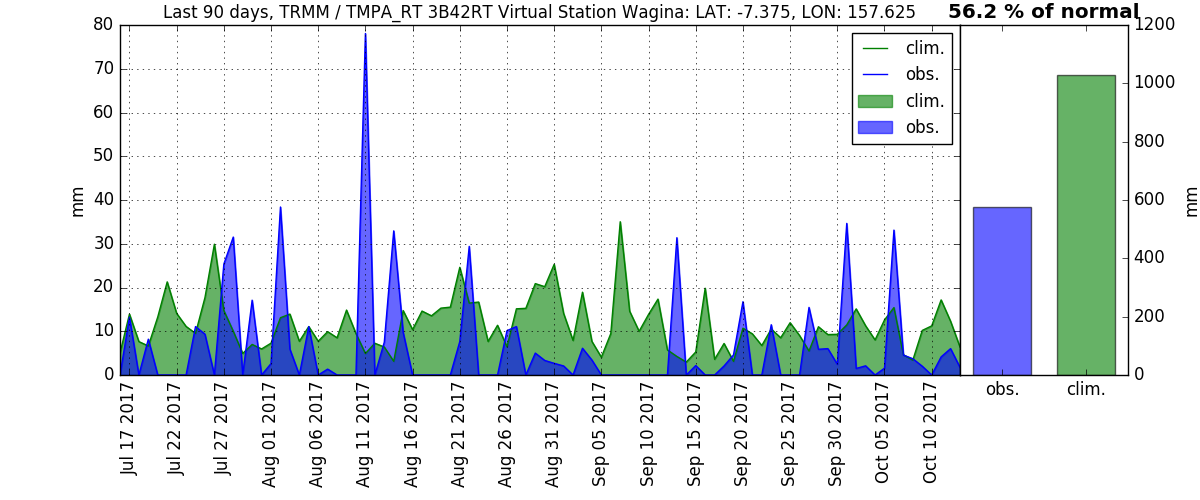 Last 90 days, TRMM / TMPA_RT 3B42RT Virtual Station Wagina: LAT: -7.375, LON: 157.625
56.2 % of normal
80
70
60
50
40
30
20
10
0
mm
clim.
obs.
clim.
obs.
1200
1000
800
600
400
200
0
mm
Jul 17 2017
Jul 22 2017
Jul 27 2017
Aug 01 2017
Aug 06 2017
Aug 11 2017
Aug 16 2017
Aug 21 2017
Aug 26 2017
Aug 31 2017
Sep 05 2017
Sep 10 2017
Sep 15 2017
Sep 20 2017
Sep 25 2017
Sep 30 2017
Oct 05 2017
Oct 10 2017
obs.
clim.